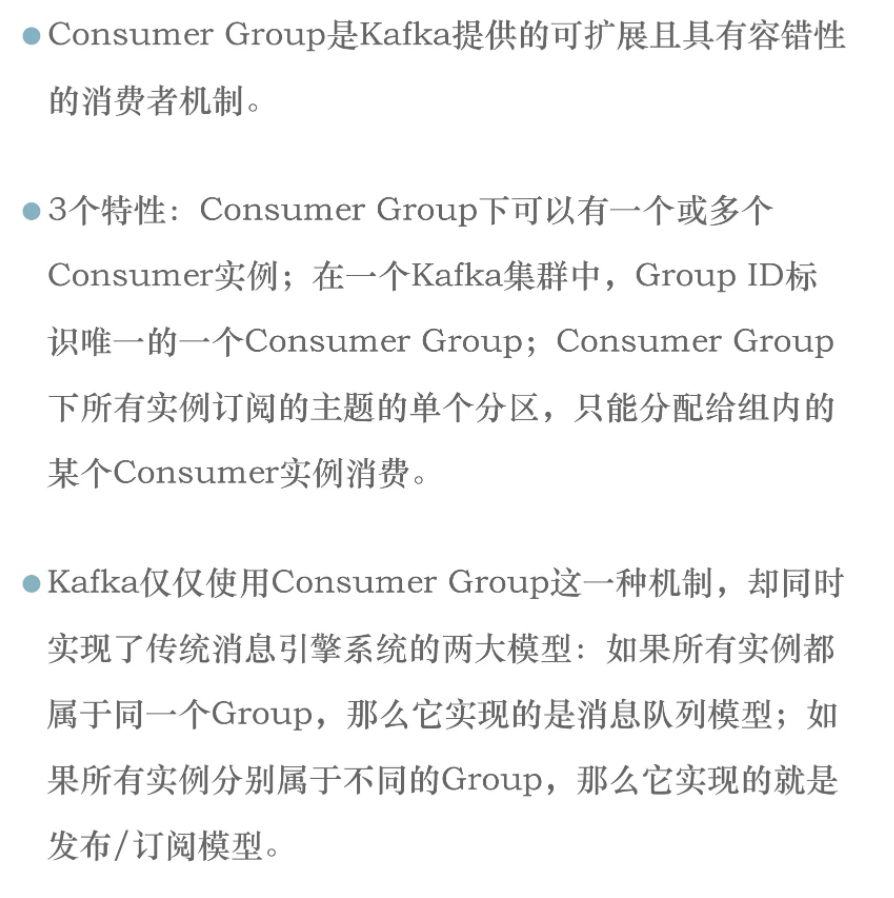 Consumer Group是Kafka提供的可扩展且具有容错性
的消费者机制。
3个特性：Consumer Group下可以有一个或多个
Consumer实例；在一个Kafka集群中，Group ID标
识唯一的一个Consumer Group；Consumer Group
下所有实例订阅的主题的单个分区，只能分配给组内的
某个Consumer实例消费。
Kafka仅仅使用Consumer Group这一种机制，却同时
实现了传统消息引擎系统的两大模型：如果所有实例都
属于同一个Group，那么它实现的是消息队列模型；如
果所有实例分别属于不同的Group，那么它实现的就是
发布/订阅模型。